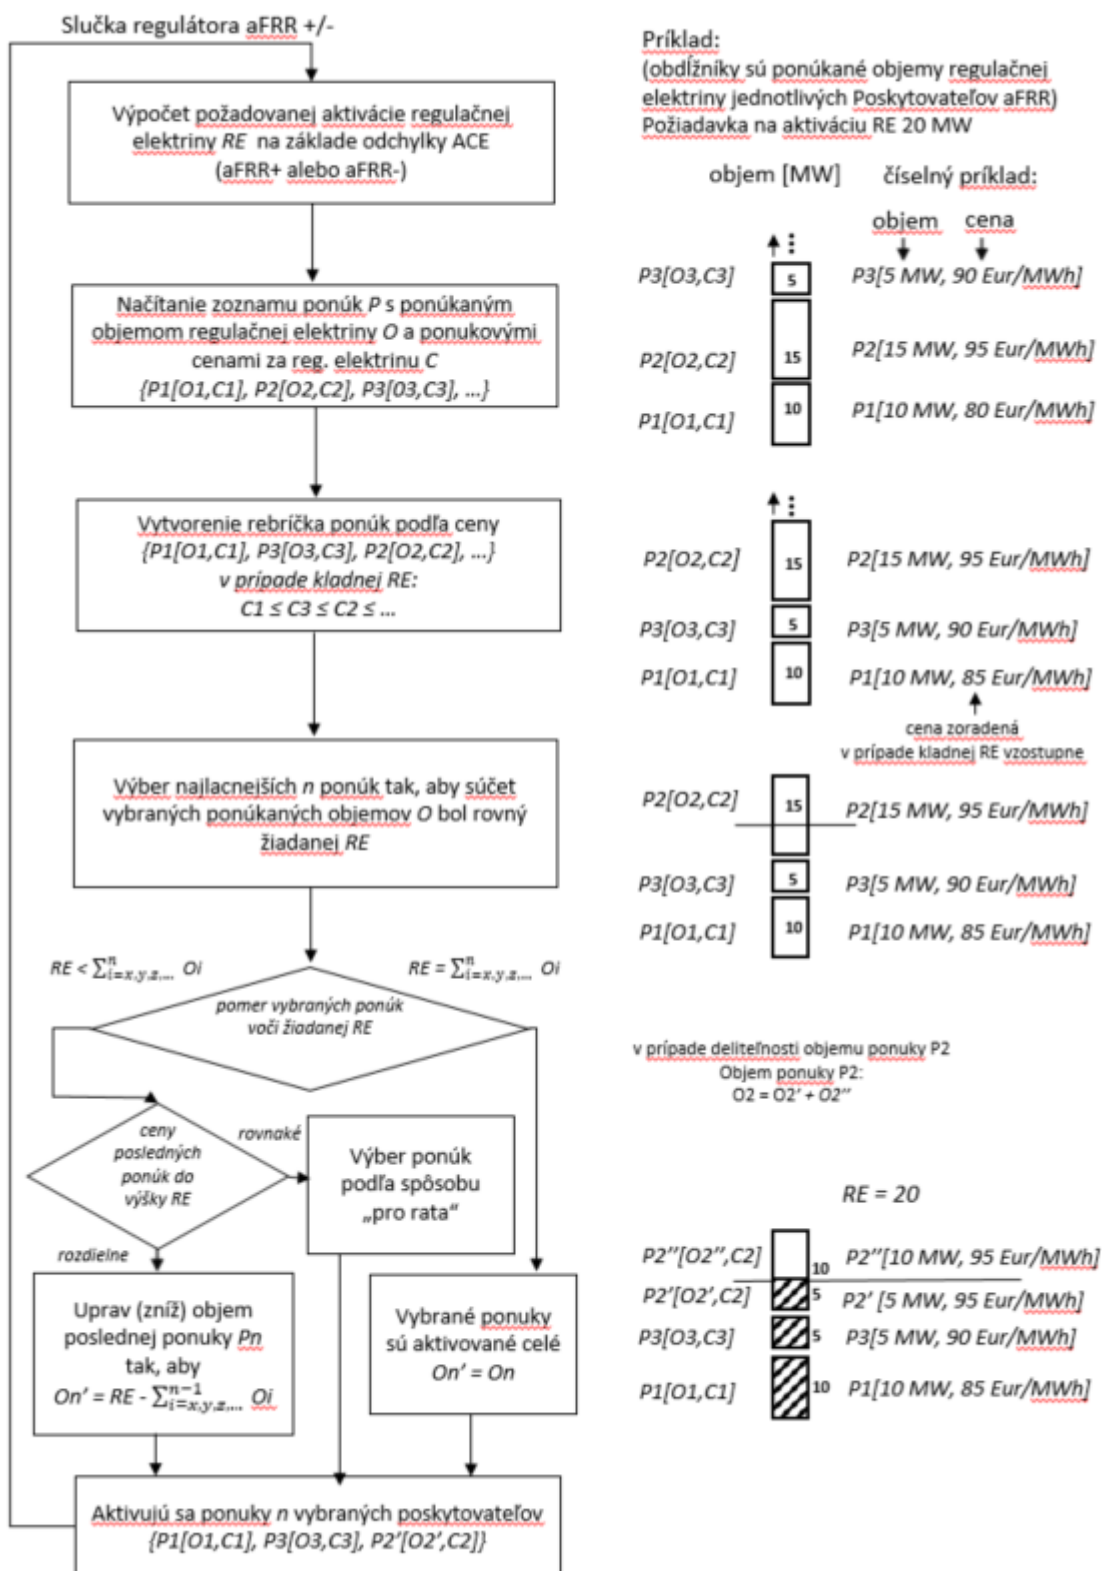 Slučka regulátora aFRR +/-
Výpočet požadovanej aktivácie regulačnej
elektriny RE na základe odchylky ACE
(aFRR+ alebo aFRR-)
Načítanie zoznamu ponúk P s ponúkaným
objemom regulačnej elektriny O a ponukovými
cenami za reg. elektrinu C
{P1[O1,C1], P2[O2,C2], P3[03,C3], ...}
Vytvorenie rebríčka ponúk podľa ceny
{P1[O1,C1], P3[O3,C3], P2[O2,C2], ...}
v prípade kladnej RE:
C1 ≤ C3 ≤ C2 ≤ ...
Výber najlacnejších n ponúk tak, aby súčet
vybraných ponúkaných objemov O bol rovný
žiadanej RE
RE < ∑ⁿᵢ₌ₓ,ᵧ,𝓏,... Oi
RE = ∑ⁿᵢ₌ₓ,ᵧ,𝓏,... Oi
pomer vybraných ponúk
voči žiadanej RE
ceny
posledných
ponúk do
výšky RE
rovnaké
rozdielne
Výber ponúk
podľa spôsobu
„pro rata“
Uprav (zníž) objem
poslednej ponuky Pn
tak, aby
On' = RE - ∑ⁿ⁻¹ᵢ₌ₓ,ᵧ,𝓏,... Oi
Vybrané ponuky
sú aktivované celé
On' = On
Aktivujú sa ponuky n vybraných poskytovateľov
{P1[O1,C1], P3[O3,C3], P2'[O2',C2]}
Príklad:
(obdĺžníky sú ponúkané objemy regulačnej
elektriny jednotlivých Poskytovateľov aFRR)
Požiadavka na aktiváciu RE 20 MW
objem [MW] číselný príklad:
objem cena
P3[O3,C3] 5 P3[5 MW, 90 Eur/MWh]
P2[O2,C2] 15 P2[15 MW, 95 Eur/MWh]
P1[O1,C1] 10 P1[10 MW, 80 Eur/MWh]
P2[O2,C2] 15 P2[15 MW, 95 Eur/MWh]
P3[O3,C3] 5 P3[5 MW, 90 Eur/MWh]
P1[O1,C1] 10 P1[10 MW, 85 Eur/MWh]
cena zoradená
v prípade kladnej RE vzostupne
P2[O2,C2] 15 P2[15 MW, 95 Eur/MWh]
P3[O3,C3] 5 P3[5 MW, 90 Eur/MWh]
P1[O1,C1] 10 P1[10 MW, 85 Eur/MWh]
v prípade deliteľnosti objemu ponuky P2
Objem ponuky P2:
O2 = O2' + O2''
RE = 20
P2''[O2'',C2] 10 P2''[10 MW, 95 Eur/MWh]
P2'[O2',C2] 5 P2' [5 MW, 95 Eur/MWh]
P3[O3,C3] 5 P3[5 MW, 90 Eur/MWh]
P1[O1,C1] 10 P1[10 MW, 85 Eur/MWh]